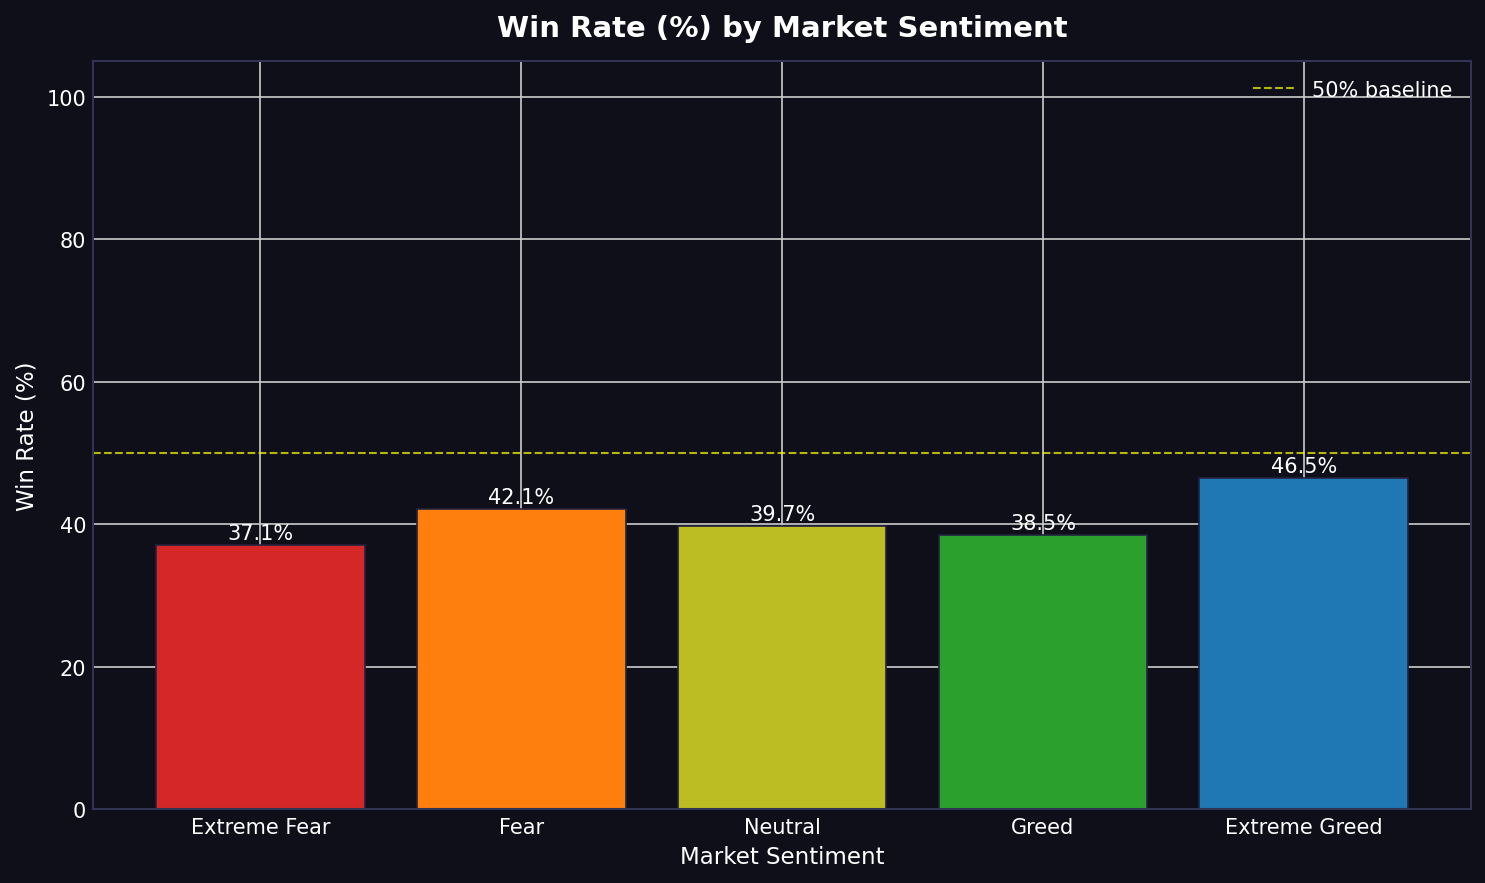 Win Rate (%) by Market Sentiment
50% baseline
Win Rate (%)
100
80
60
40
20
0
37.1%
42.1%
39.7%
38.5%
46.5%
Extreme Fear
Fear
Neutral
Greed
Extreme Greed
Market Sentiment